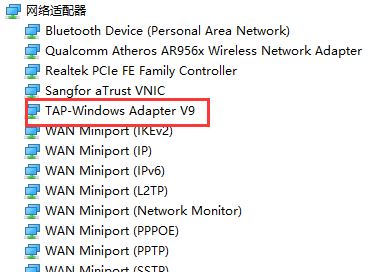 网络适配器
Bluetooth Device (Personal Area Network)
Qualcomm Atheros AR956x Wireless Network Adapter
Realtek PCIe FE Family Controller
Sangfor aTrust VNIC
TAP-Windows Adapter V9
WAN Miniport (IKEv2)
WAN Miniport (IP)
WAN Miniport (IPv6)
WAN Miniport (L2TP)
WAN Miniport (Network Monitor)
WAN Miniport (PPPOE)
WAN Miniport (PPTP)
WAN Miniport (SSTP)